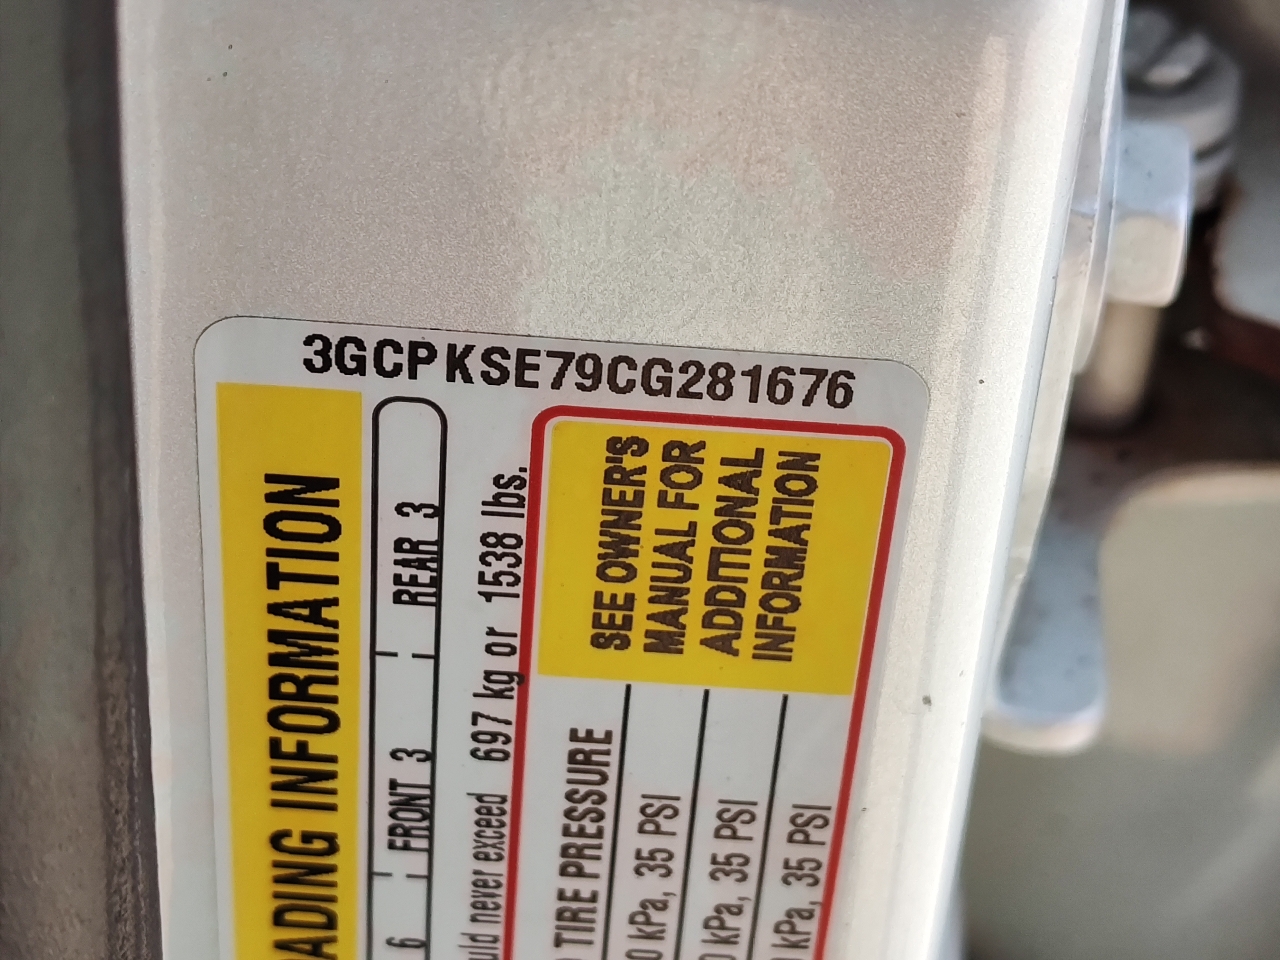 3GCPKSE79CG281676
ADING INFORMATION
6 FRONT 3 REAR 3
never exceed 697 kg or 1538 lbs.
TIRE PRESSURE
SEE OWNER'S
MANUAL FOR
ADDITIONAL
INFORMATION
kPa, 35 PSI
kPa, 35 PSI
kPa, 35 PSI